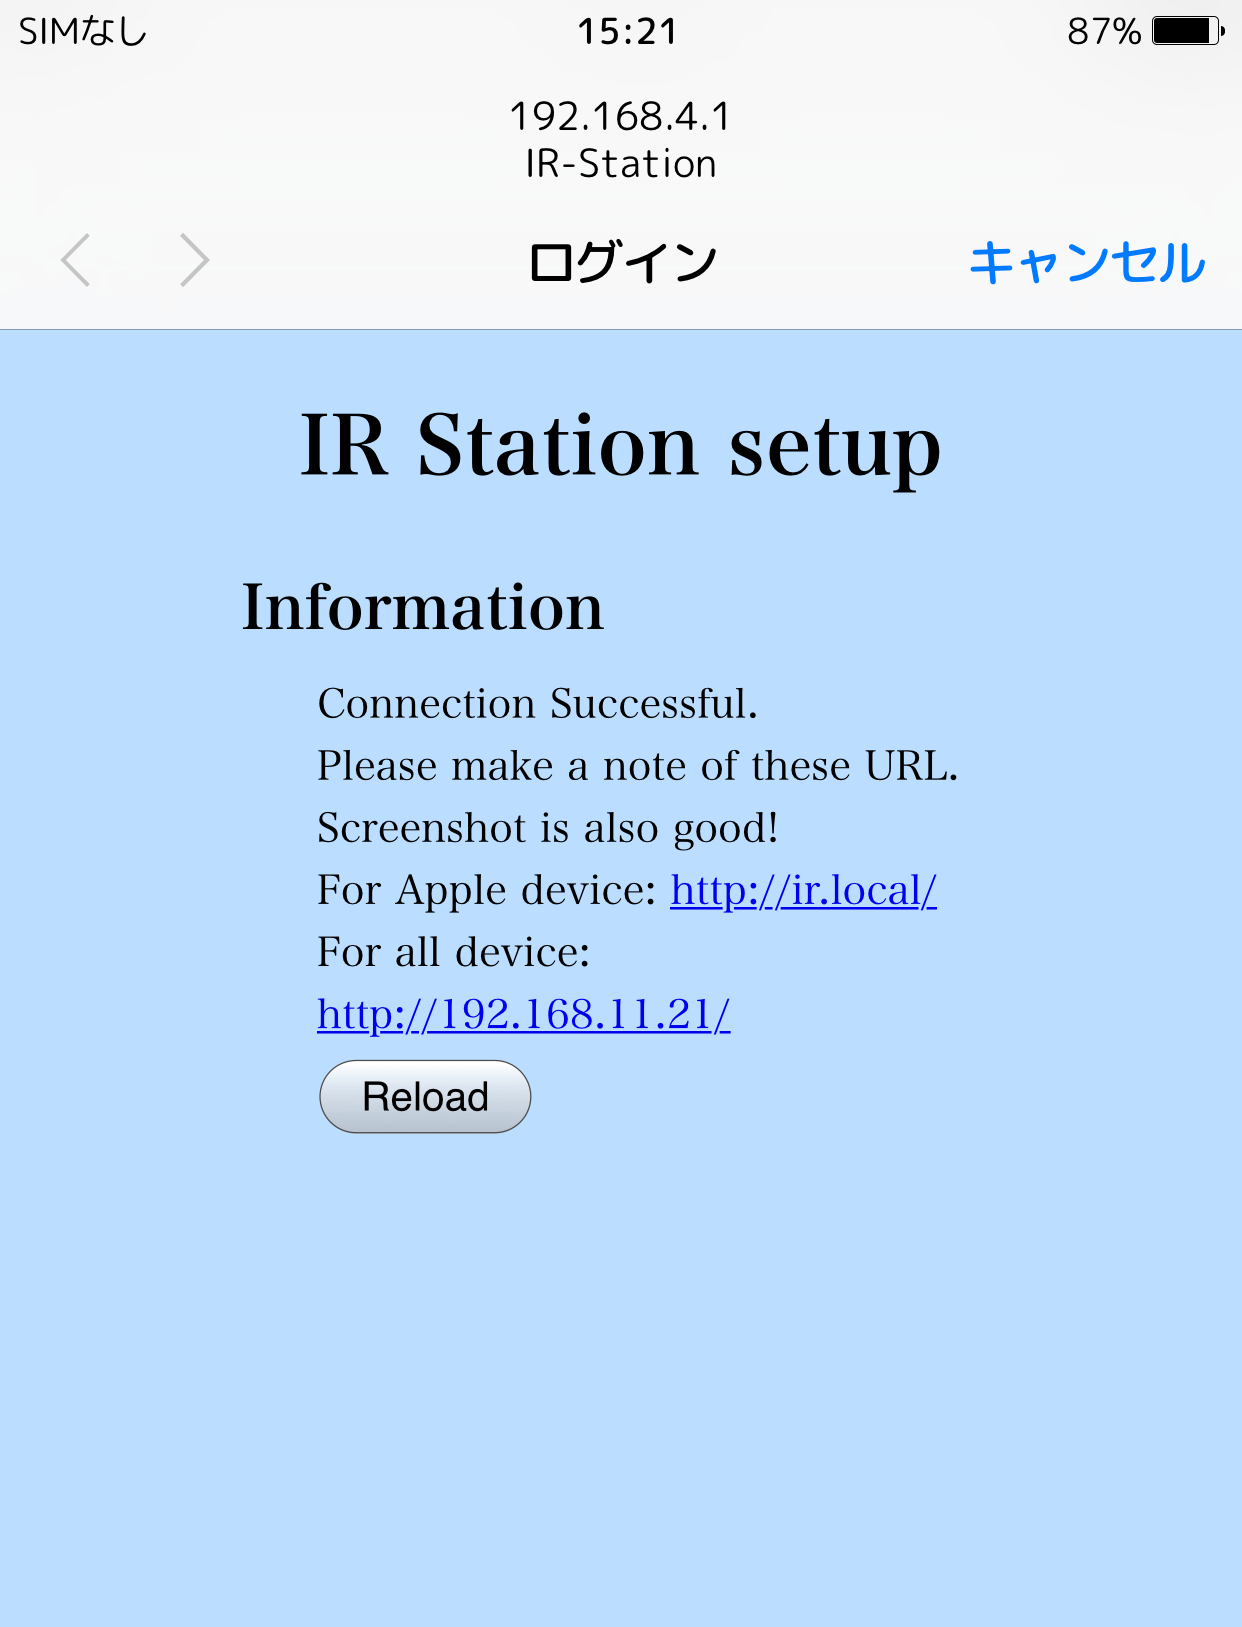 SIMなし 15:21 87%
192.168.4.1
IR-Station
ログイン キャンセル
IR Station setup
Information
Connection Successful.
Please make a note of these URL.
Screenshot is also good!
For Apple device: http://ir.local/
For all device:
http://192.168.11.21/
Reload